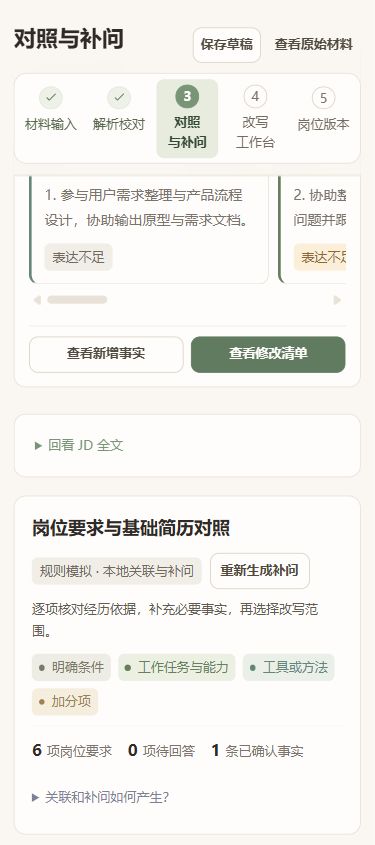 对照与补问
保存草稿
查看原始材料
材料输入
解析校对
3
对照
与补问
4
改写
工作台
5
岗位版本
1. 参与用户需求整理与产品流程
设计，协助输出原型与需求文档。
表达不足
2. 协助整
问题并跟
表达不足
查看新增事实
查看修改清单
回看 JD 全文
岗位要求与基础简历对照
规则模拟 · 本地关联与补问
重新生成补问
逐项核对经历依据，补充必要事实，再选择改写范
围。
明确条件
工作任务与能力
工具或方法
加分项
6 项岗位要求
0 项待回答
1 条已确认事实
关联和补问如何产生？